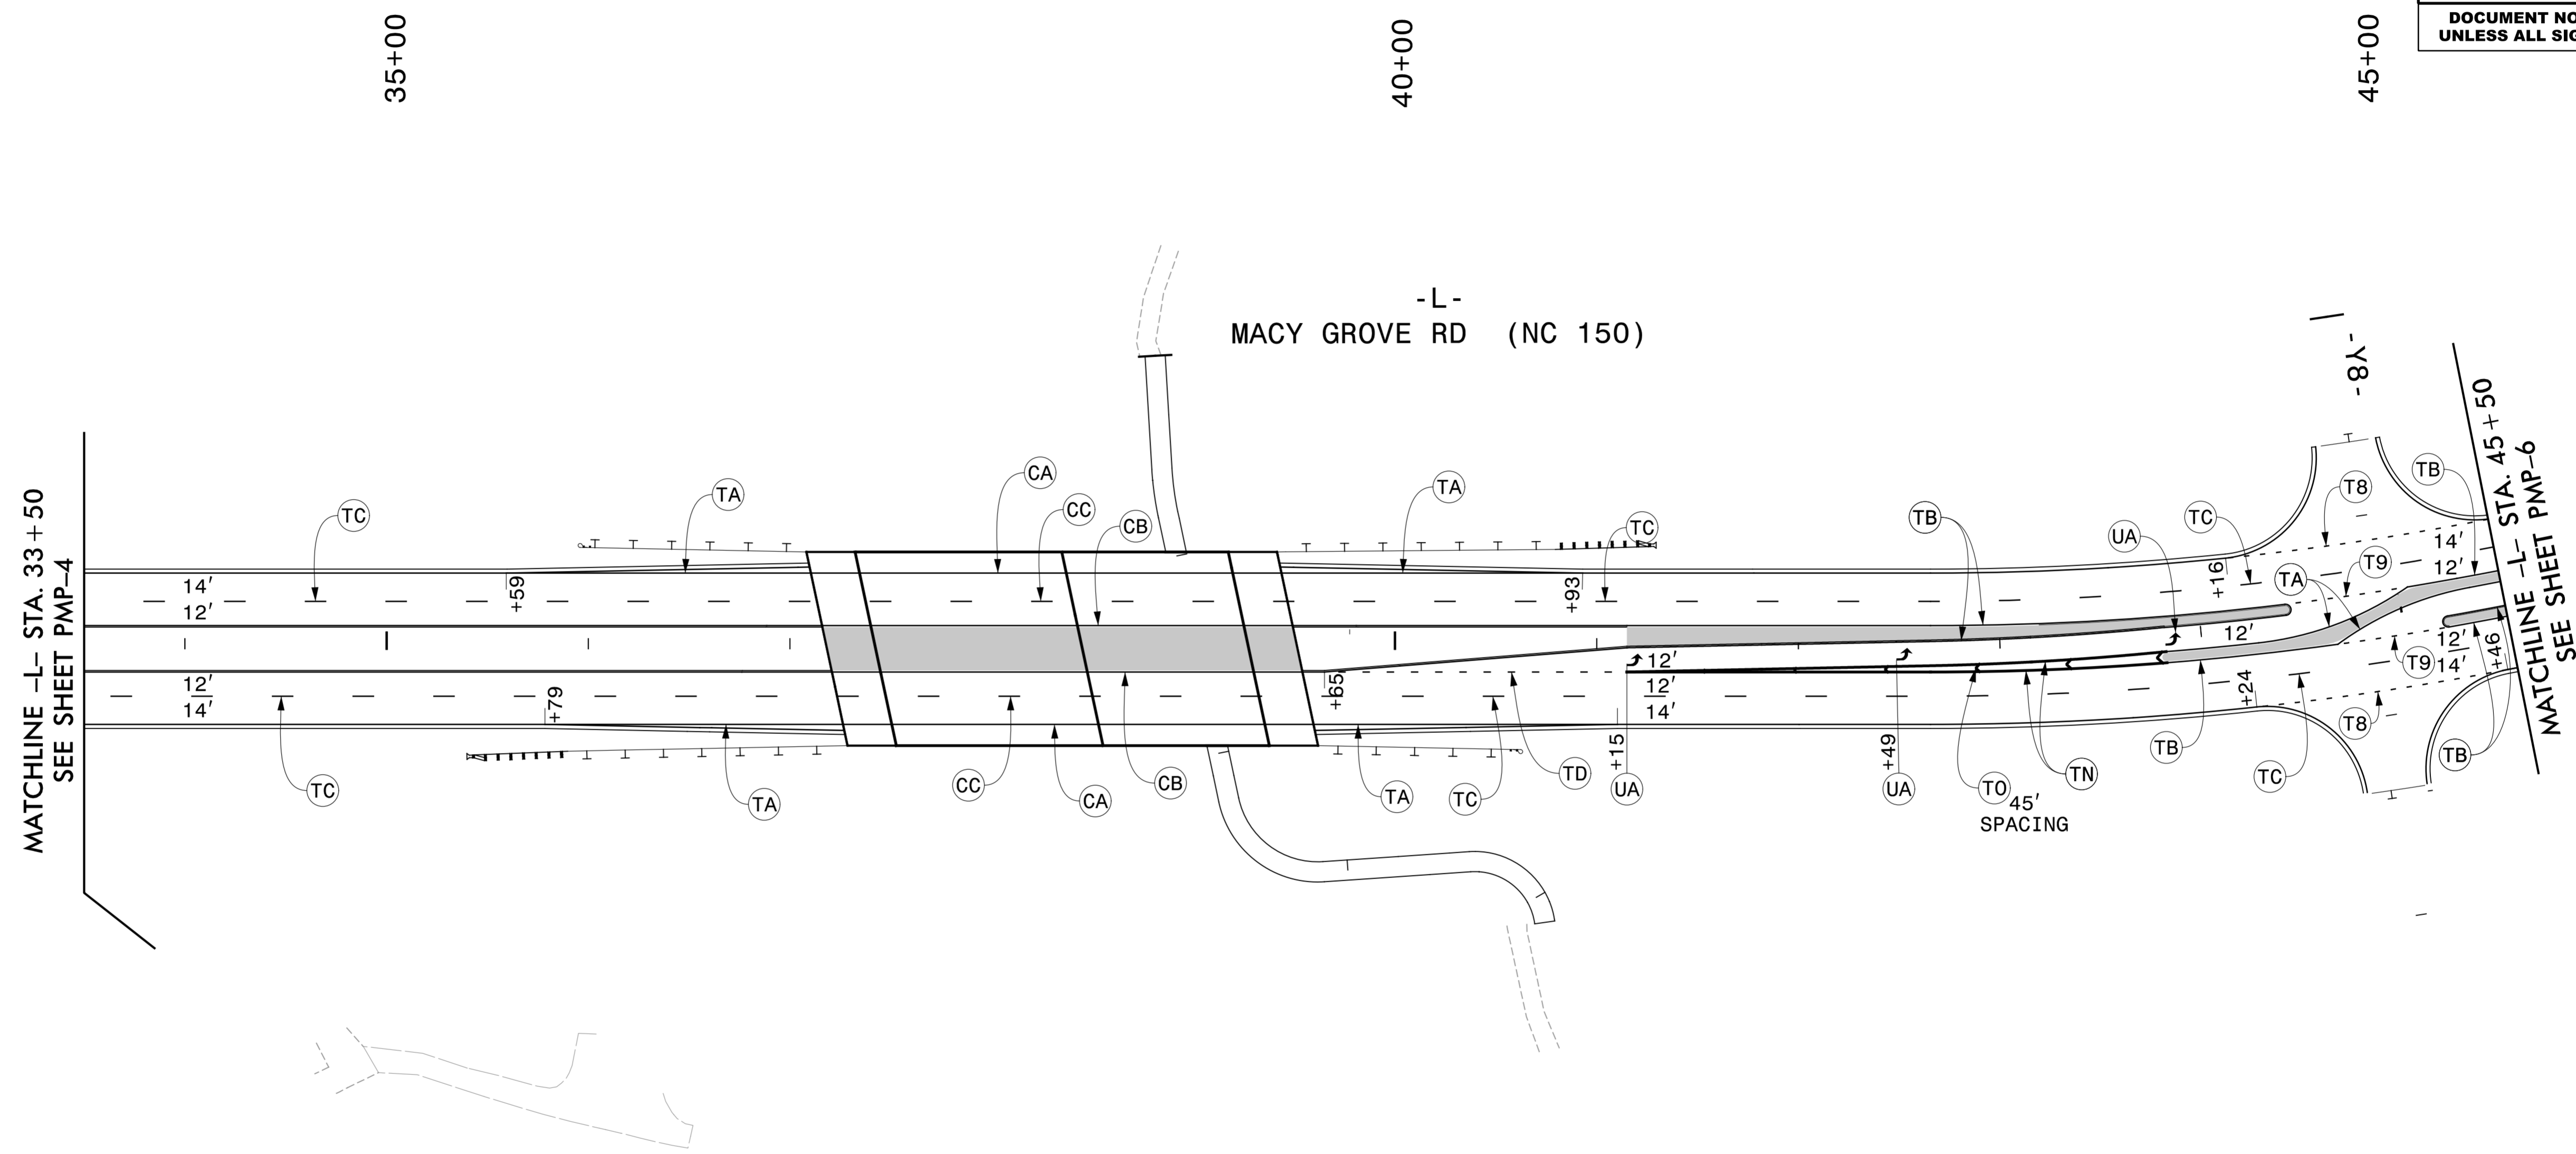 35+00
40+00
45+00
DOCUMENT NO
UNLESS ALL SIG
-L-
MACY GROVE RD (NC 150)
-Y8-
MATCHLINE -L- STA. 33+50
SEE SHEET PMP-4
MATCHLINE -L- STA. 45+50
SEE SHEET PMP-6
TC
TA
CA
CC
CB
TA
TC
TB
UA
TC
T8
T9
TA
TB
14'
12'
+59
+93
+16
14'
12'
12'
12'
14'
+79
+65
12'
12'
14'
12'
T9
12'
14'
+46
+24
T8
+15
+49
TC
TA
CC
CA
CB
TA
TC
TD
UA
UA
TO
45'
SPACING
TN
TB
TC
TB